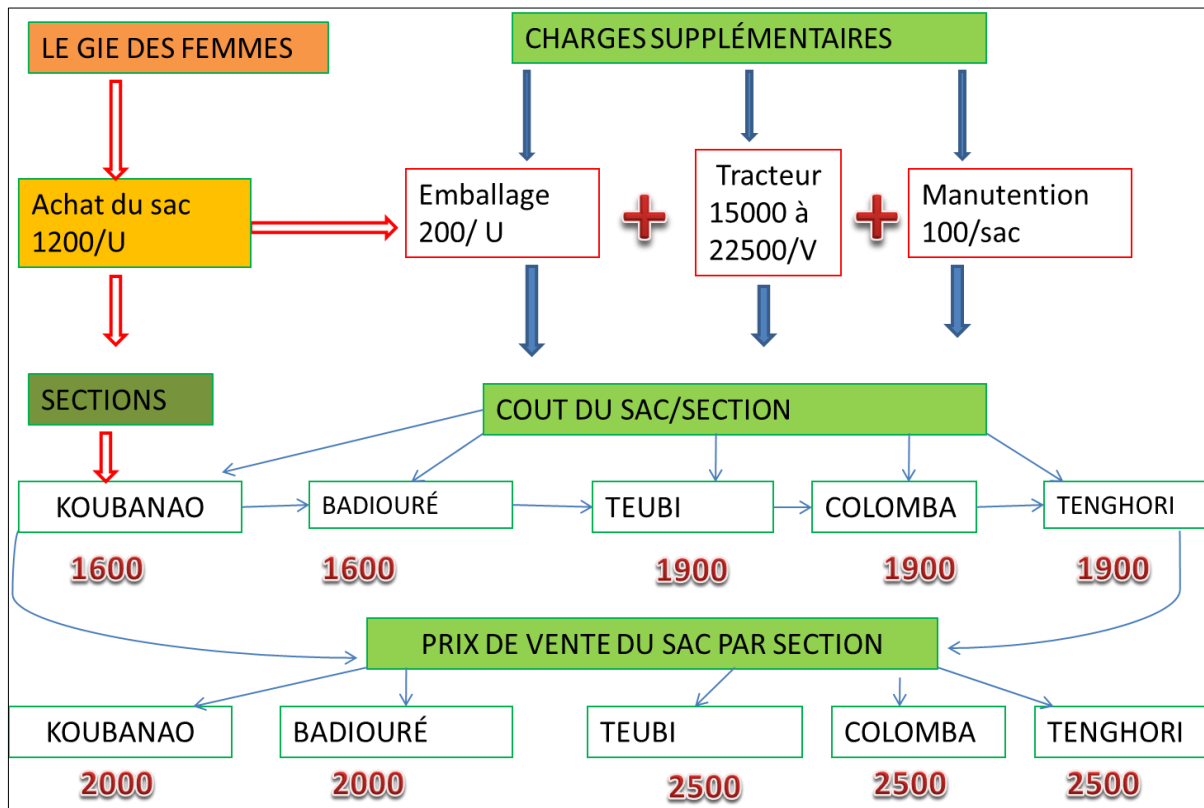 LE GIE DES FEMMES
CHARGES SUPPLÉMENTAIRES
Achat du sac
1200/U
Emballage
200/ U
Tracteur
15000 à
22500/V
Manutention
100/sac
SECTIONS
COUT DU SAC/SECTION
KOUBANAO
BADIOURÉ
TEUBI
COLOMBA
TENGHORI
1600
1600
1900
1900
1900
PRIX DE VENTE DU SAC PAR SECTION
KOUBANAO
BADIOURÉ
TEUBI
COLOMBA
TENGHORI
2000
2000
2500
2500
2500